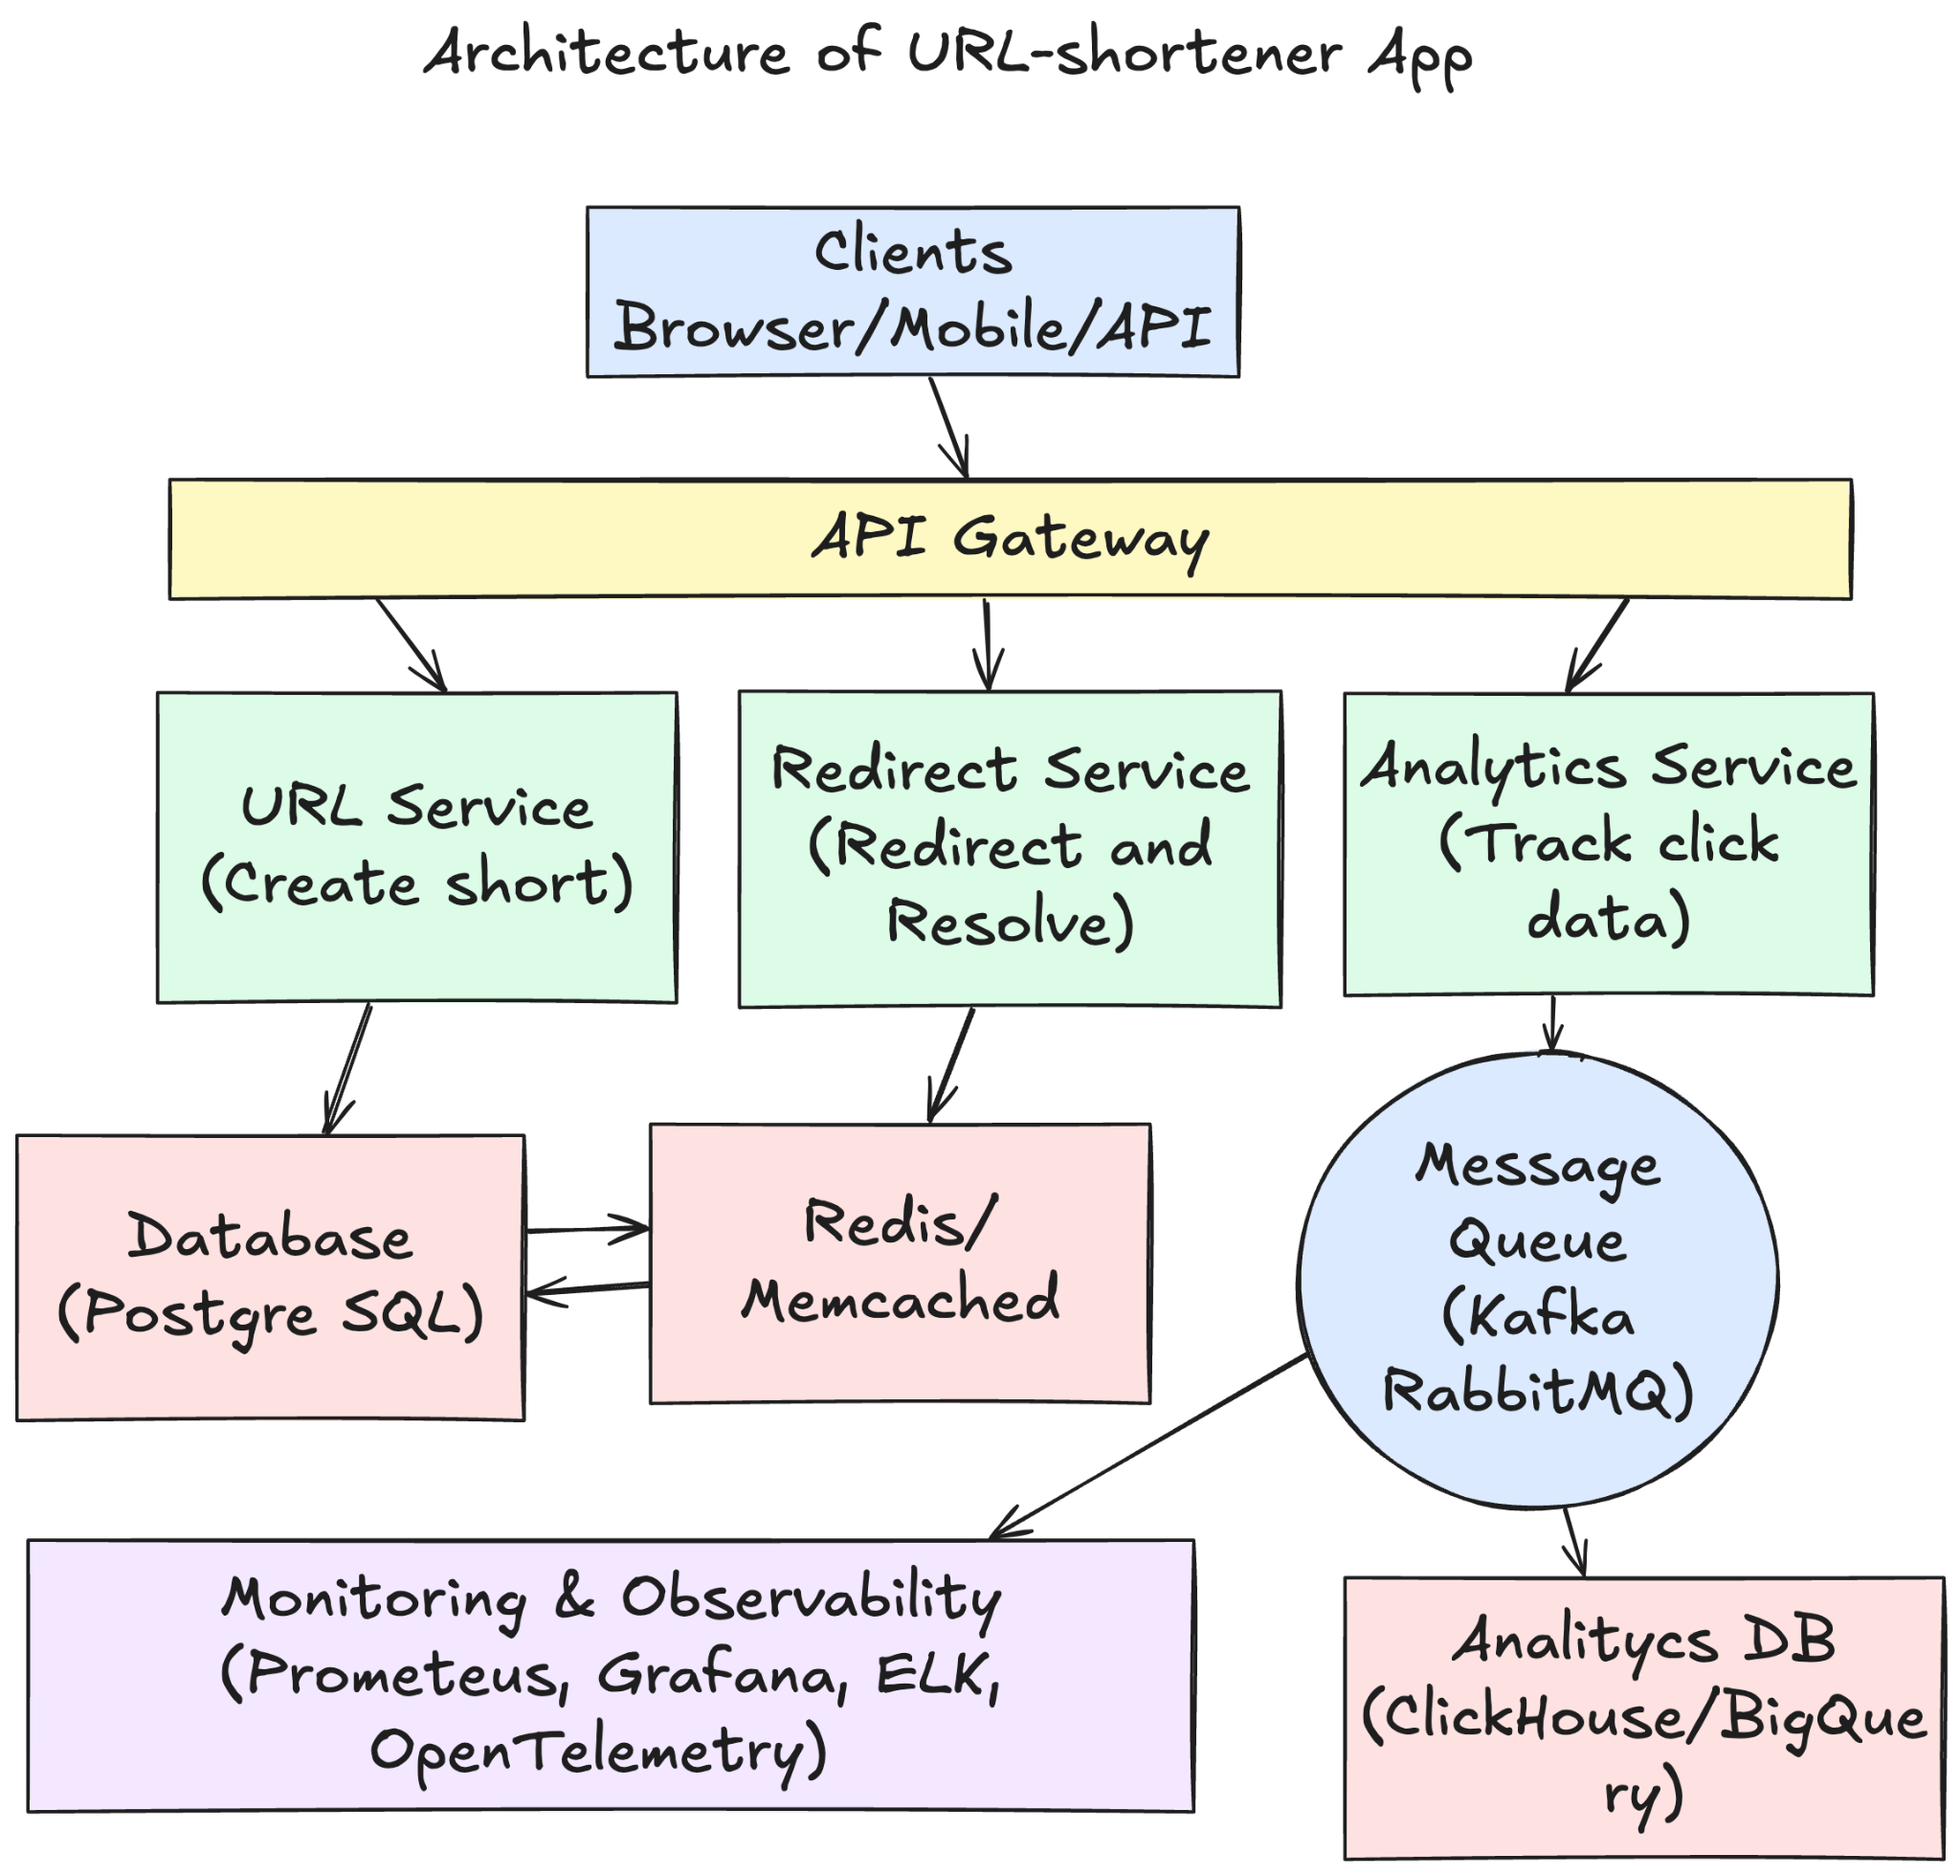 Architecture of URL-shortener App
Clients
Browser/Mobile/API
API Gateway
URL Service
(Create short)
Redirect Service
(Redirect and
Resolve)
Analytics Service
(Track click
data)
Database
(Postgre SQL)
Redis/
Memcached
Message
Queue
(Kafka
RabbitMQ)
Monitoring & Observability
(Prometeus, Grafana, ELK,
OpenTelemetry)
Analitycs DB
(ClickHouse/BigQue
ry)